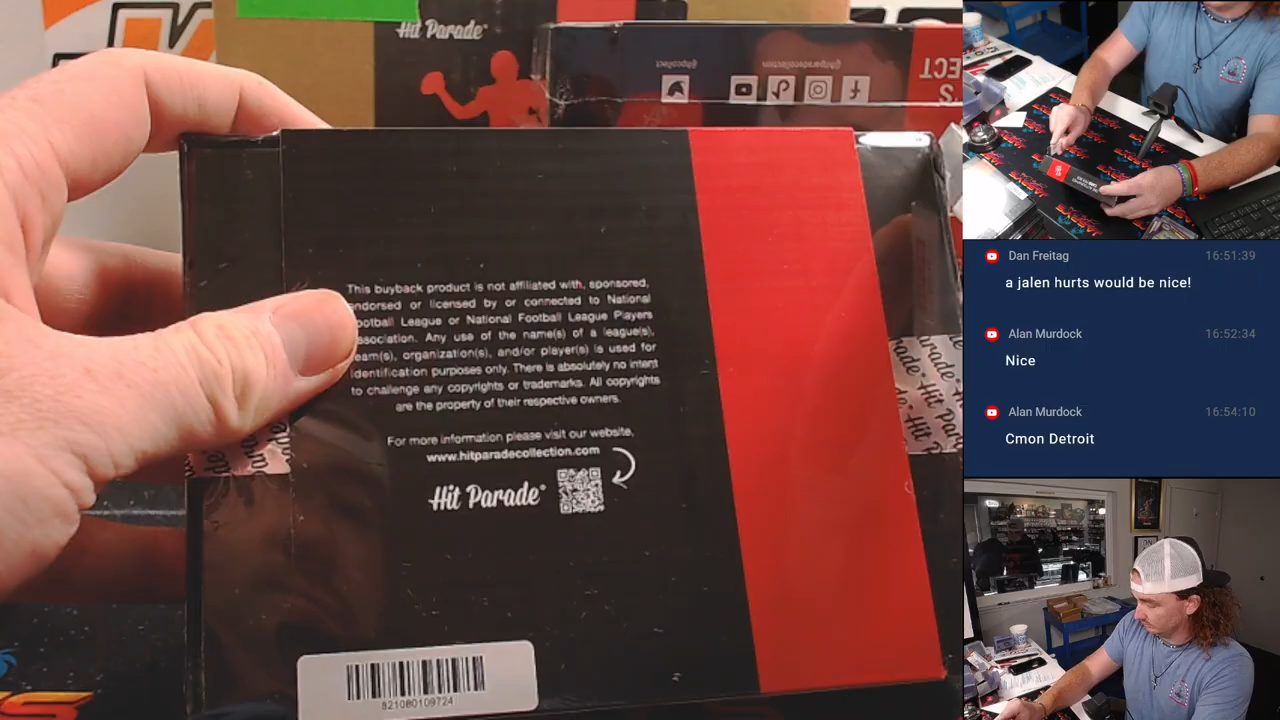 Hit Parade
@hpcollect
@hitparadecollection
This buyback product is not affiliated with, sponsored,
endorsed or licensed by or connected to National
Football League or National Football League Players
Association. Any use of the name(s) of a league(s),
team(s), organization(s), and/or player(s) is used for
identification purposes only. There is absolutely no intent
to challenge any copyrights or trademarks. All copyrights
are the property of their respective owners.
For more information please visit our website,
www.hitparadecollection.com
Hit Parade
821080109724
Hit Parade
Dan Freitag 16:51:39
a jalen hurts would be nice!
Alan Murdock 16:52:34
Nice
Alan Murdock 16:54:10
Cmon Detroit